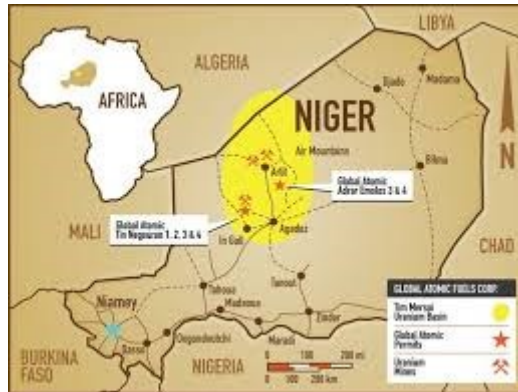 LIBYA
ALGERIA
AFRICA
NIGER
Djado
Madama
Air Mountains
Arlit
Bilma
N
Global Atomic
Adrar Emoles 3 & 4
MALI
Global Atomic
Tin Negouran 1, 2, 3 & 4
In Gall
Agadez
CHAD
Tahoua
Tanout
Niamey
Madaoua
Zinder
Dosso
Maradi
BURKINA
FASO
NIGERIA
0 100 200 mi
0 100 200 km
GLOBAL ATOMIC FUELS CORP.
Uranium Basin
Global Atomic
Permits
Uranium
Mines